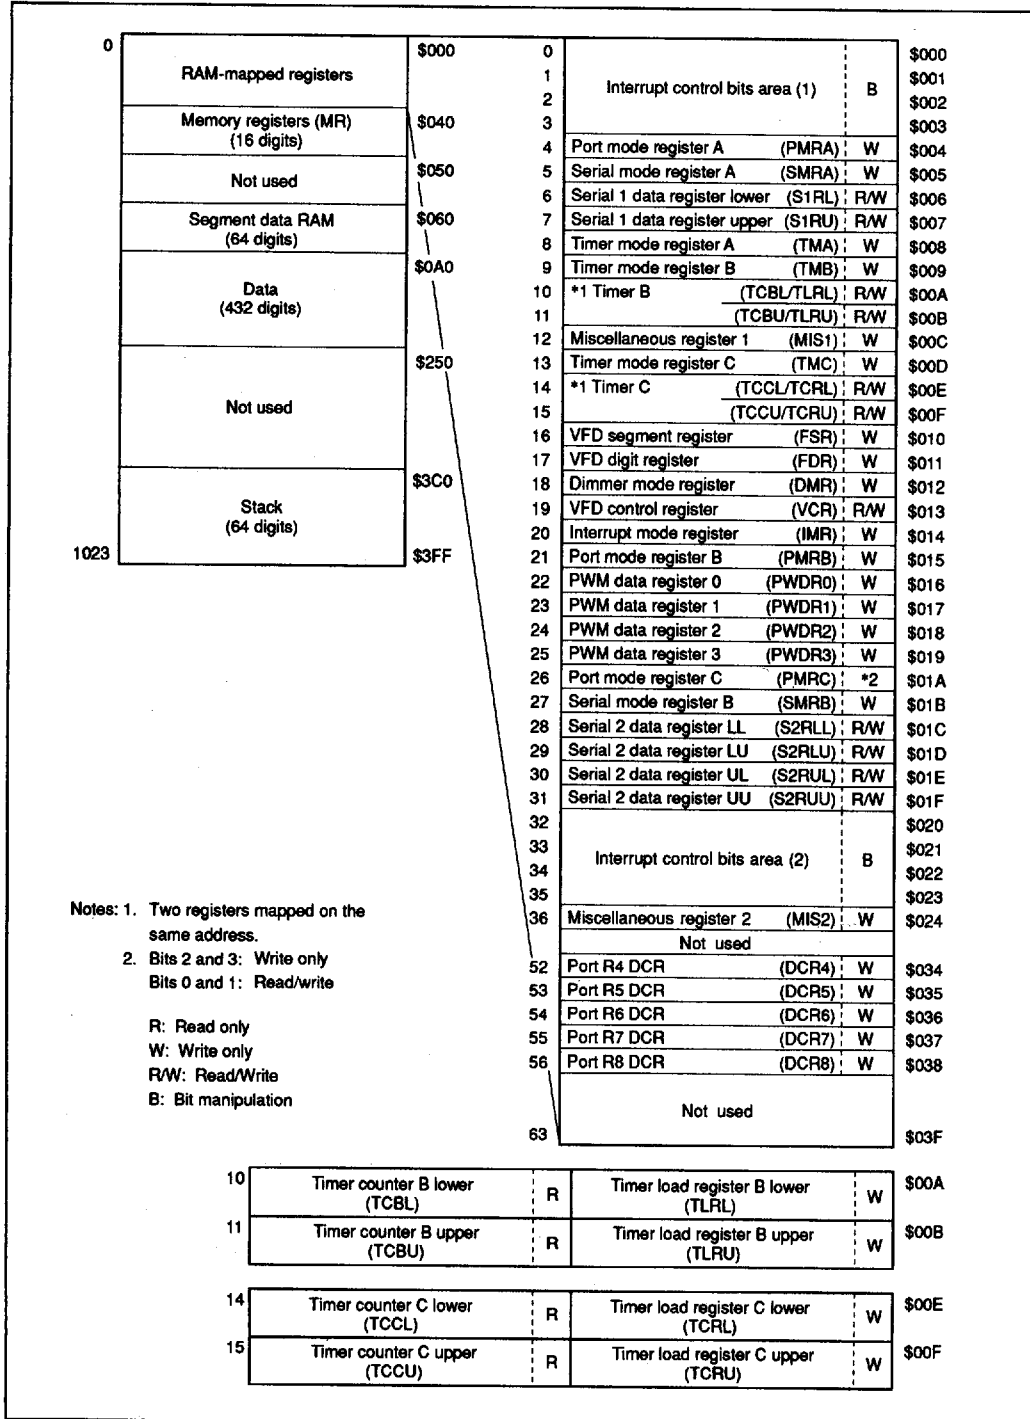 0 $000
RAM-mapped registers
Memory registers (MR) $040
(16 digits)
Not used $050
Segment data RAM $060
(64 digits)
$0A0
Data
(432 digits)
$250
Not used
$3C0
Stack
(64 digits)
1023 $3FF
0 $000
1 Interrupt control bits area (1) B $001
2 $002
3 $003
4 Port mode register A (PMRA) W $004
5 Serial mode register A (SMRA) W $005
6 Serial 1 data register lower (S1RL) R/W $006
7 Serial 1 data register upper (S1RU) R/W $007
8 Timer mode register A (TMA) W $008
9 Timer mode register B (TMB) W $009
10 *1 Timer B (TCBL/TLRL) R/W $00A
11 (TCBU/TLRU) R/W $00B
12 Miscellaneous register 1 (MIS1) W $00C
13 Timer mode register C (TMC) W $00D
14 *1 Timer C (TCCL/TCRL) R/W $00E
15 (TCCU/TCRU) R/W $00F
16 VFD segment register (FSR) W $010
17 VFD digit register (FDR) W $011
18 Dimmer mode register (DMR) W $012
19 VFD control register (VCR) R/W $013
20 Interrupt mode register (IMR) W $014
21 Port mode register B (PMRB) W $015
22 PWM data register 0 (PWDR0) W $016
23 PWM data register 1 (PWDR1) W $017
24 PWM data register 2 (PWDR2) W $018
25 PWM data register 3 (PWDR3) W $019
26 Port mode register C (PMRC) *2 $01A
27 Serial mode register B (SMRB) W $01B
28 Serial 2 data register LL (S2RLL) R/W $01C
29 Serial 2 data register LU (S2RLU) R/W $01D
30 Serial 2 data register UL (S2RUL) R/W $01E
31 Serial 2 data register UU (S2RUU) R/W $01F
32 $020
33 Interrupt control bits area (2) B $021
34 $022
35 $023
36 Miscellaneous register 2 (MIS2) W $024
Not used
52 Port R4 DCR (DCR4) W $034
53 Port R5 DCR (DCR5) W $035
54 Port R6 DCR (DCR6) W $036
55 Port R7 DCR (DCR7) W $037
56 Port R8 DCR (DCR8) W $038
Not used
63 $03F
Notes: 1. Two registers mapped on the
same address.
2. Bits 2 and 3: Write only
Bits 0 and 1: Read/write
R: Read only
W: Write only
R/W: Read/Write
B: Bit manipulation
10 Timer counter B lower R Timer load register B lower W $00A
(TCBL) (TLRL)
11 Timer counter B upper R Timer load register B upper W $00B
(TCBU) (TLRU)
14 Timer counter C lower R Timer load register C lower W $00E
(TCCL) (TCRL)
15 Timer counter C upper R Timer load register C upper W $00F
(TCCU) (TCRU)